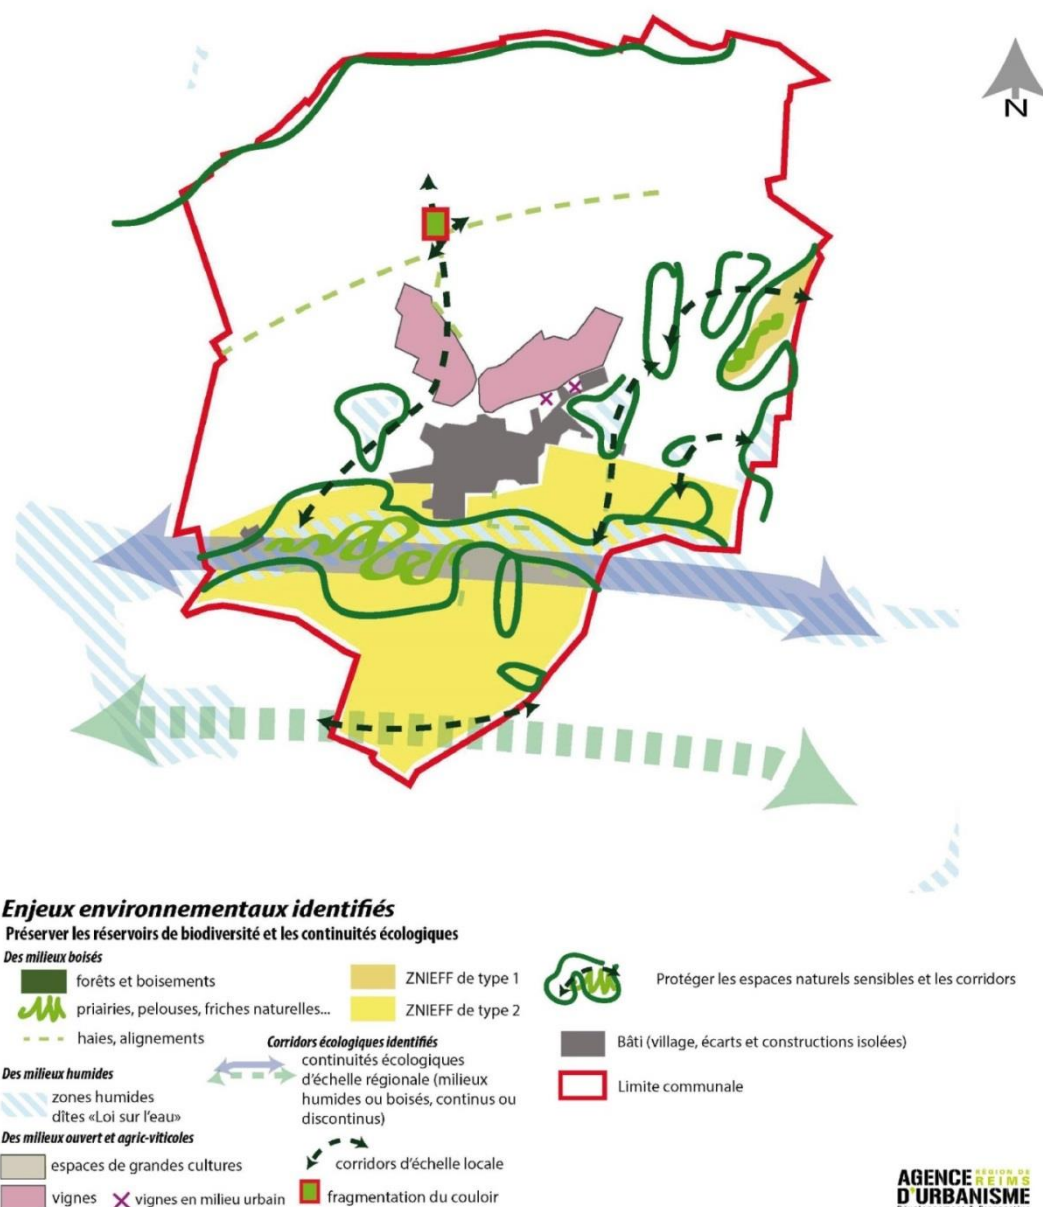 N
Enjeux environnementaux identifiés
Préserver les réservoirs de biodiversité et les continuités écologiques
Des milieux boisés
forêts et boisements
priairies, pelouses, friches naturelles...
haies, alignements
Des milieux humides
zones humides
dîtes «Loi sur l'eau»
Des milieux ouvert et agric-viticoles
espaces de grandes cultures
vignes
vignes en milieu urbain
ZNIEFF de type 1
ZNIEFF de type 2
Corridors écologiques identifiés
continuités écologiques
d'échelle régionale (milieux
humides ou boisés, continus ou
discontinus)
corridors d'échelle locale
fragmentation du couloir
Protéger les espaces naturels sensibles et les corridors
Bâti (village, écarts et constructions isolées)
Limite communale
AGENCE RÉGION DE REIMS
D'URBANISME